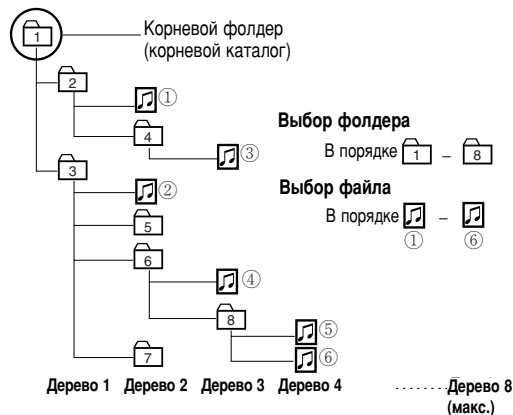 1
Корневой фолдер
(корневой каталог)
2
①
4
③
3
②
5
6
④
8
⑤
⑥
7
Выбор фолдера
В порядке 1 – 8
Выбор файла
В порядке –
① ⑥
Дерево 1 Дерево 2 Дерево 3 Дерево 4 ........ Дерево 8
(макс.)